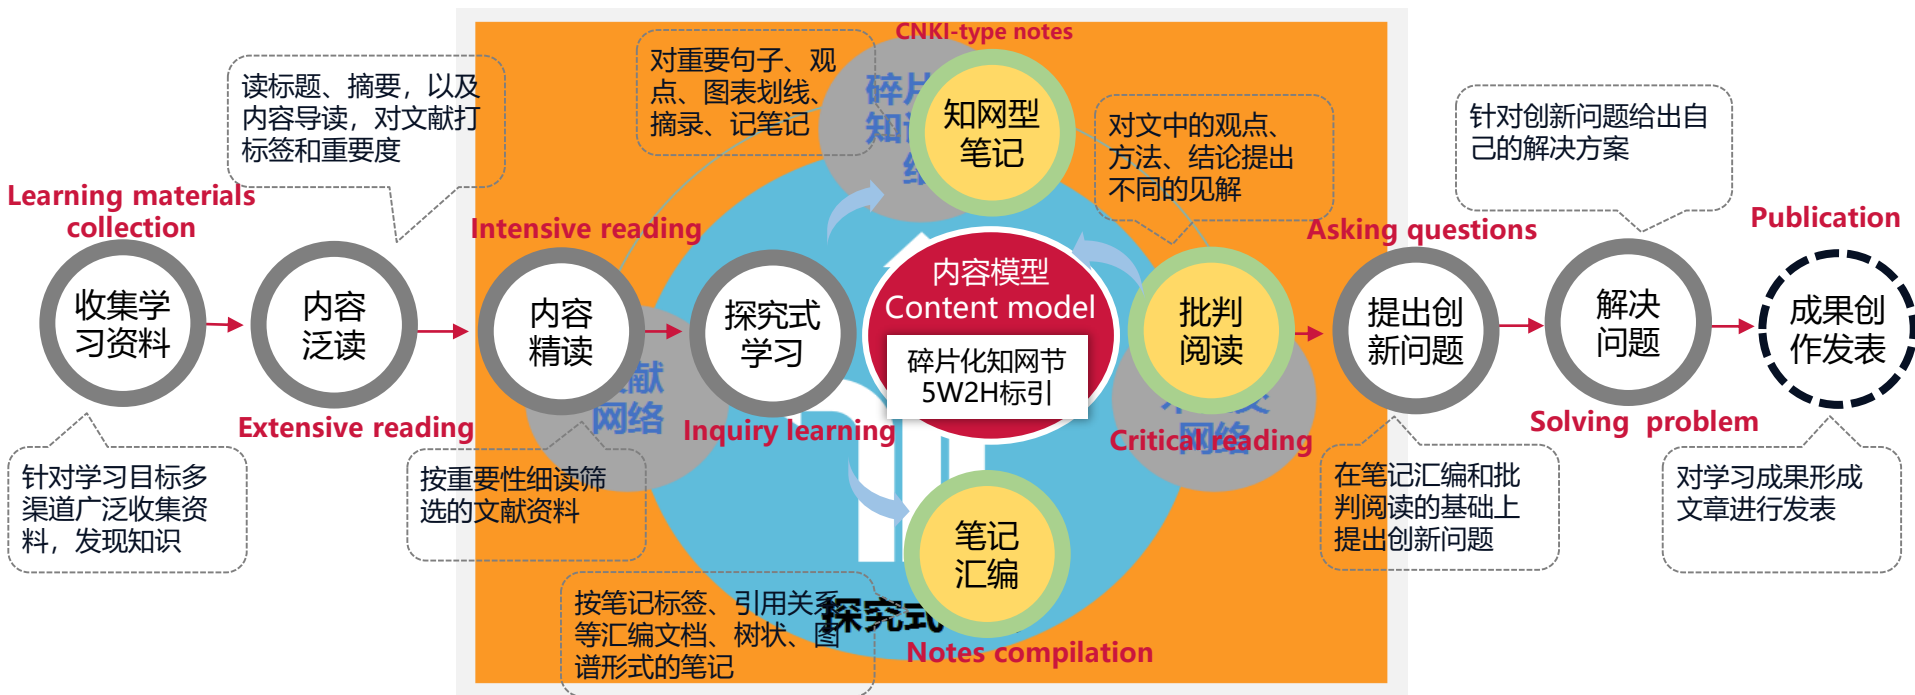 CNKI-type notes
读标题、摘要，以及
内容导读，对文献打
标签和重要度
对重要句子、观
点、图表划线、
摘录、记笔记
知网型
笔记
对文中的观点、
方法、结论提出
不同的见解
针对创新问题给出自
己的解决方案
Learning materials
collection
Intensive reading
Asking questions
Publication
收集学
习资料
内容
泛读
内容
精读
探究式
学习
内容模型
Content model
碎片化知网节
5W2H标引
批判
阅读
提出创
新问题
解决
问题
成果创
作发表
献
网络
网络
Extensive reading
Inquiry learning
Critical reading
Solving problem
针对学习目标多
渠道广泛收集资
料，发现知识
按重要性细读筛
选的文献资料
笔记
汇编
在笔记汇编和批
判阅读的基础上
提出创新问题
对学习成果形成
文章进行发表
按笔记标签、引用关系
等汇编文档、树状、图
谱形式的笔记
探究式
Notes compilation